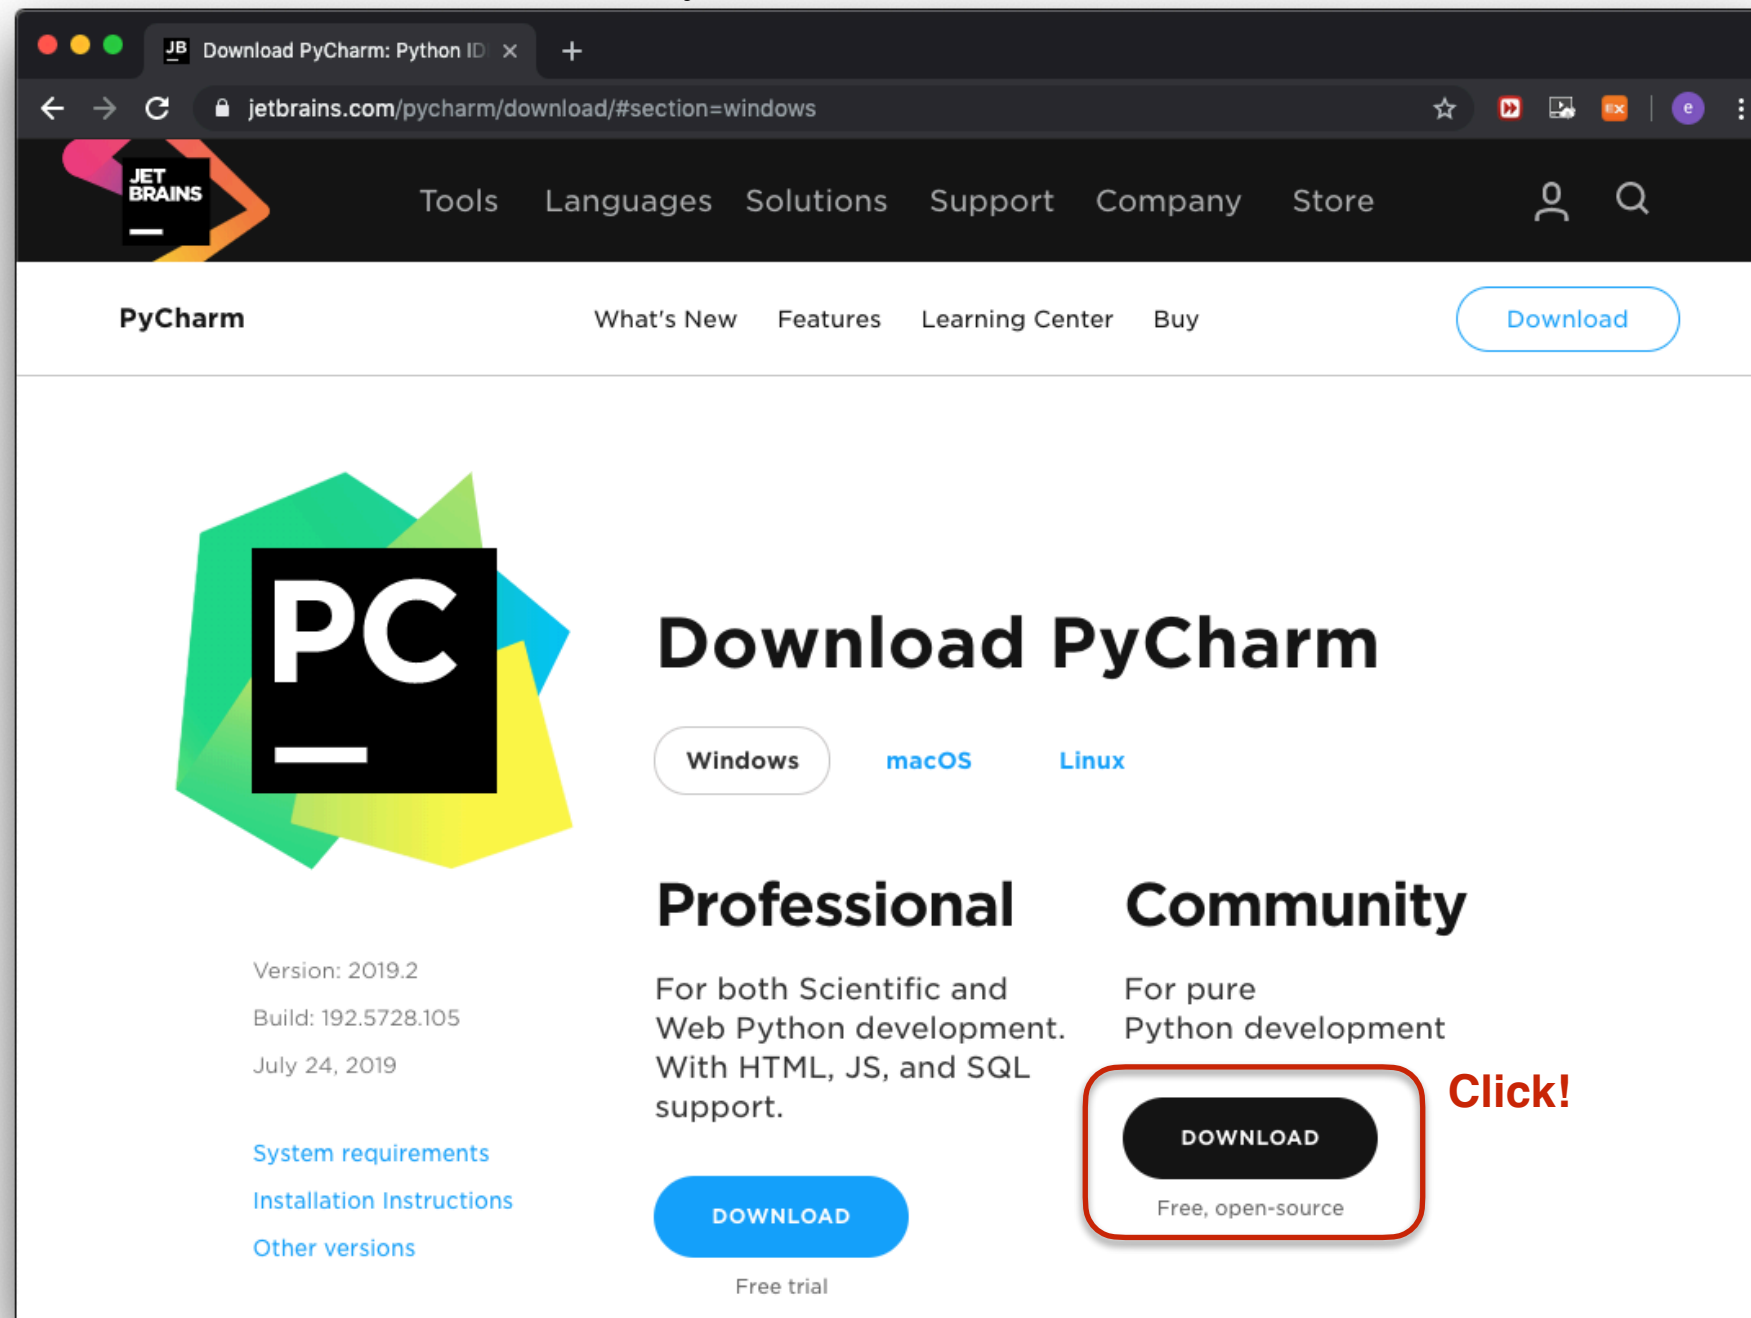 JB Download PyCharm: Python ID
jetbrains.com/pycharm/download/#section=windows
EX
e
JET
BRAINS
Tools Languages Solutions Support Company Store
PyCharm What's New Features Learning Center Buy Download
PC
Download PyCharm
Windows macOS Linux
Professional
For both Scientific and
Web Python development.
With HTML, JS, and SQL
support.
DOWNLOAD
Free trial
Community
For pure
Python development
Click!
DOWNLOAD
Free, open-source
Version: 2019.2
Build: 192.5728.105
July 24, 2019
System requirements
Installation Instructions
Other versions